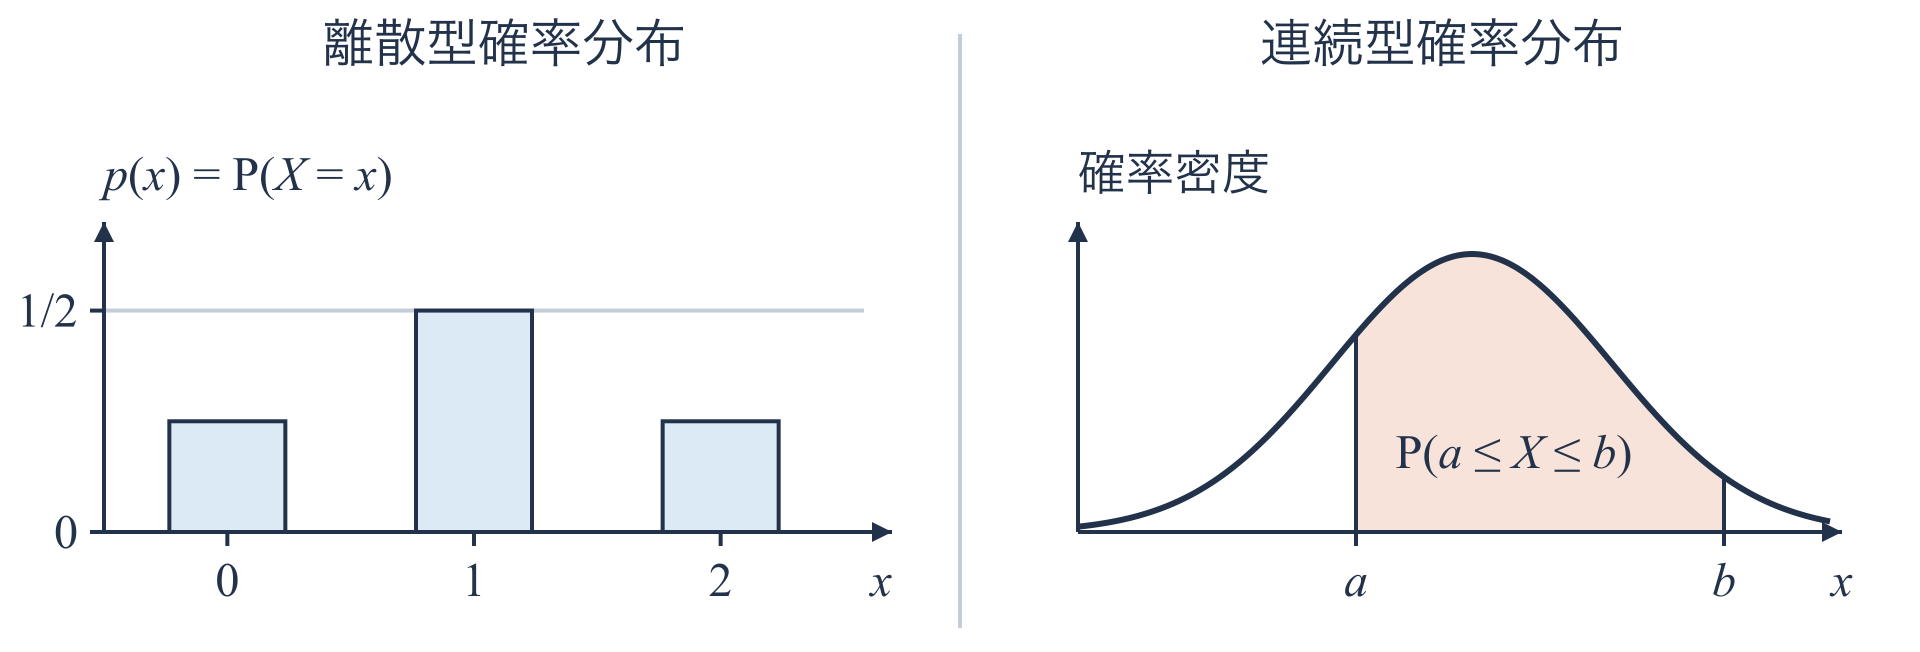 離散型確率分布
p(x) = P(X = x)
1/2
0
0 1 2 x
連続型確率分布
確率密度
P(a ≤ X ≤ b)
a b x